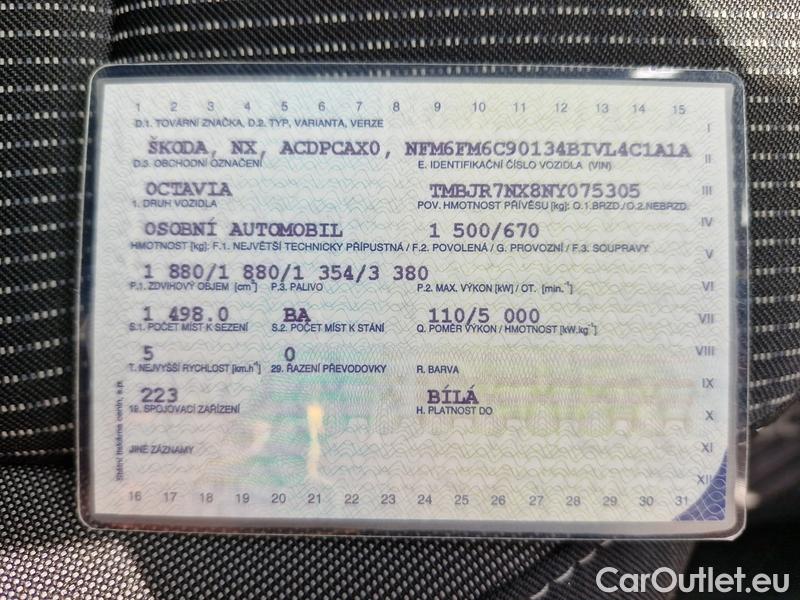 1 2 3 4 5 6 7 8 9 10 11 12 13 14 15
D.1. TOVÁRNÍ ZNAČKA, D.2. TYP, VARIANTA, VERZE
I
ŠKODA, NX, ACDPCAX0, NFM6FM6C90134BIVL4C1A1A
II
D.3. OBCHODNÍ OZNAČENÍ E. IDENTIFIKAČNÍ ČÍSLO VOZIDLA (VIN)
OCTAVIA TMBJR7NX8NY075305
III
1. DRUH VOZIDLA POV. HMOTNOST PŘÍVĚSU [kg]: O.1. BRZD./O.2. NEBRZD.
OSOBNÍ AUTOMOBIL 1 500/670
IV
HMOTNOST [kg]: F.1. NEJVĚTŠÍ TECHNICKY PŘÍPUSTNÁ / F.2. POVOLENÁ / G. PROVOZNÍ / F.3. SOUPRAVY
V
1 880/1 880/1 354/3 380
VI
P.1. ZDVIHOVÝ OBJEM [cm³] P.3. PALIVO P.2. MAX. VÝKON [kW] / OT. [min.⁻¹]
1 498.0 BA 110/5 000
VII
S.1. POČET MÍST K SEZENÍ S.2. POČET MÍST K STÁNÍ Q. POMĚR VÝKON / HMOTNOST [kW.kg⁻¹]
5 0
VIII
T. NEJVYŠŠÍ RYCHLOST [km.h⁻¹] 29. ŘAZENÍ PŘEVODOVKY R. BARVA
223 BÍLÁ
IX
19. SPOJOVACÍ ZAŘÍZENÍ H. PLATNOST DO
X
JINÉ ZÁZNAMY
XI
XII
16 17 18 19 20 21 22 23 24 25 26 27 28 29 30 31
Státní tiskárna cenin, s.p.
CarOutlet.eu